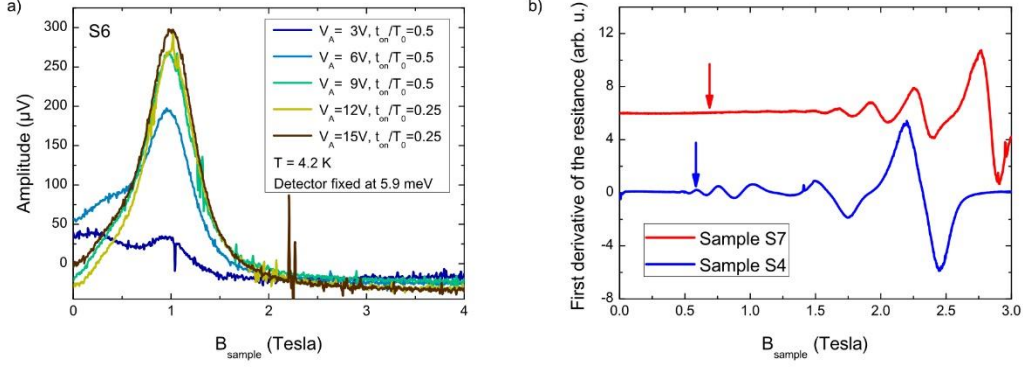 a)
S6
V_A = 3V, t_on/T_0=0.5
V_A = 6V, t_on/T_0=0.5
V_A = 9V, t_on/T_0=0.5
V_A =12V, t_on/T_0=0.25
V_A =15V, t_on/T_0=0.25
T = 4.2 K
Detector fixed at 5.9 meV
Amplitude (µV)
300
250
200
150
100
50
0
0
1
2
3
4
B_sample (Tesla)
b)
First derivative of the resitance (arb. u.)
12
8
4
0
-4
-8
Sample S7
Sample S4
0.0
0.5
1.0
1.5
2.0
2.5
3.0
B_sample (Tesla)